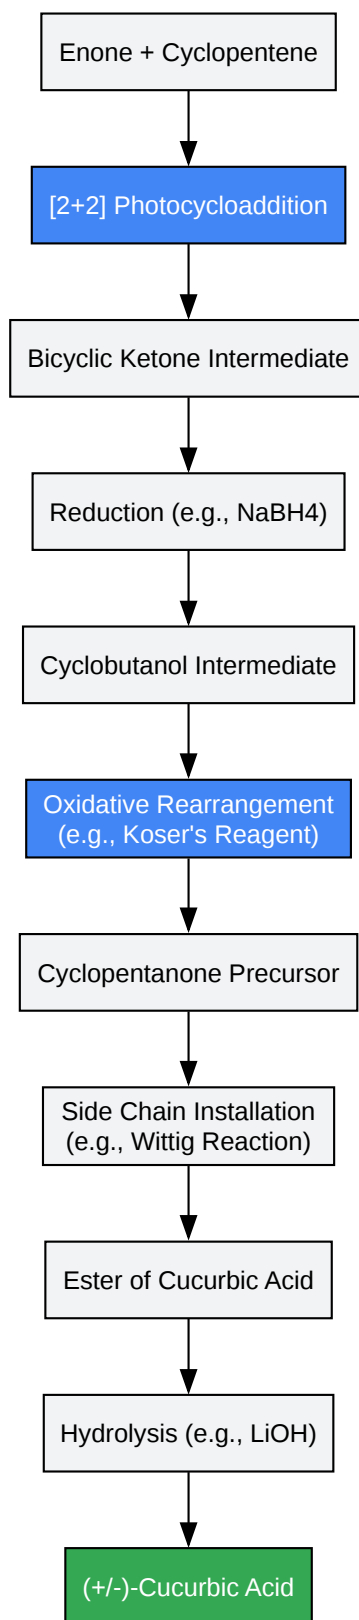 Enone + Cyclopentene
[2+2] Photocycloaddition
Bicyclic Ketone Intermediate
Reduction (e.g., NaBH4)
Cyclobutanol Intermediate
Oxidative Rearrangement
(e.g., Koser's Reagent)
Cyclopentanone Precursor
Side Chain Installation
(e.g., Wittig Reaction)
Ester of Cucurbic Acid
Hydrolysis (e.g., LiOH)
(+/-)-Cucurbic Acid